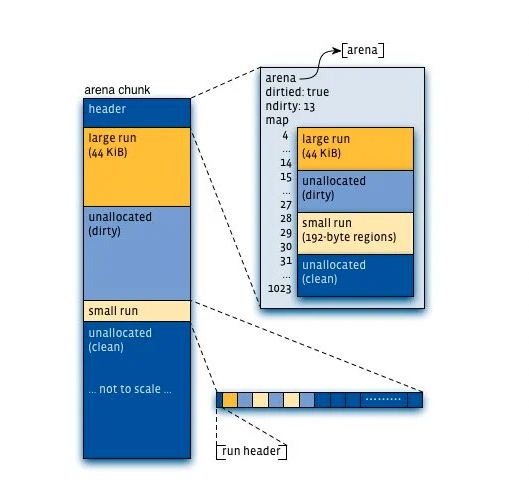 arena chunk
header
large run
(44 KiB)
unallocated
(dirty)
small run
unallocated
(clean)
... not to scale ...
[arena]
arena
dirtied: true
ndirty: 13
map
4
...
14
15
...
27
28
29
30
31
...
1023
large run
(44 KiB)
unallocated
(dirty)
small run
(192-byte regions)
unallocated
(clean)
.........
run header